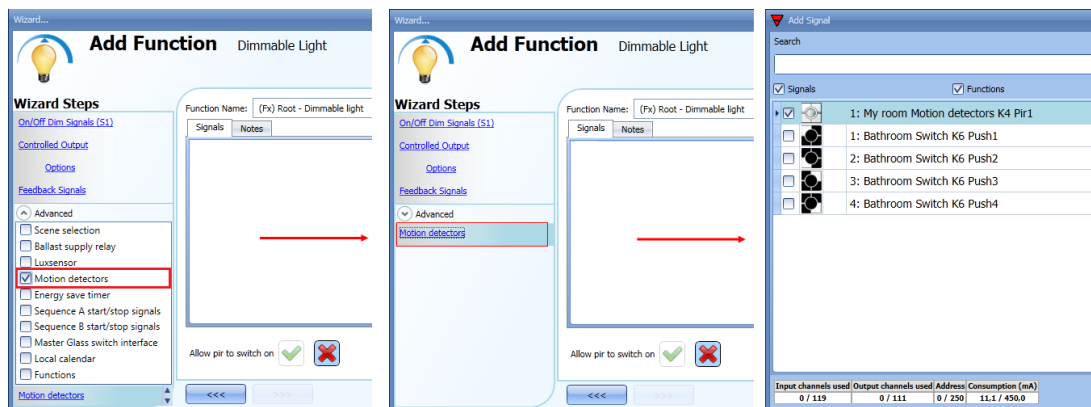 Wizard...
Add Function Dimmable Light
Wizard Steps
On/Off Dim Signals (S1)
Controlled Output
Options
Feedback Signals
Advanced
Scene selection
Ballast supply relay
Luxsensor
Motion detectors
Energy save timer
Sequence A start/stop signals
Sequence B start/stop signals
Master Glass switch interface
Local calendar
Functions
Motion detectors
Function Name: (Fx) Root - Dimmable light
Signals Notes
Allow pir to switch on
<<< >>>
Wizard...
Add Function Dimmable Light
Wizard Steps
On/Off Dim Signals (S1)
Controlled Output
Options
Feedback Signals
Advanced
Motion detectors
Function Name: (Fx) Root - Dimmable light
Signals Notes
Allow pir to switch on
<<< >>>
Add Signal
Search
Signals Functions
1: My room Motion detectors K4 Pir1
1: Bathroom Switch K6 Push1
2: Bathroom Switch K6 Push2
3: Bathroom Switch K6 Push3
4: Bathroom Switch K6 Push4
Input channels used Output channels used Address Consumption (mA)
0 / 119 0 / 111 0 / 250 11.1 / 450.0